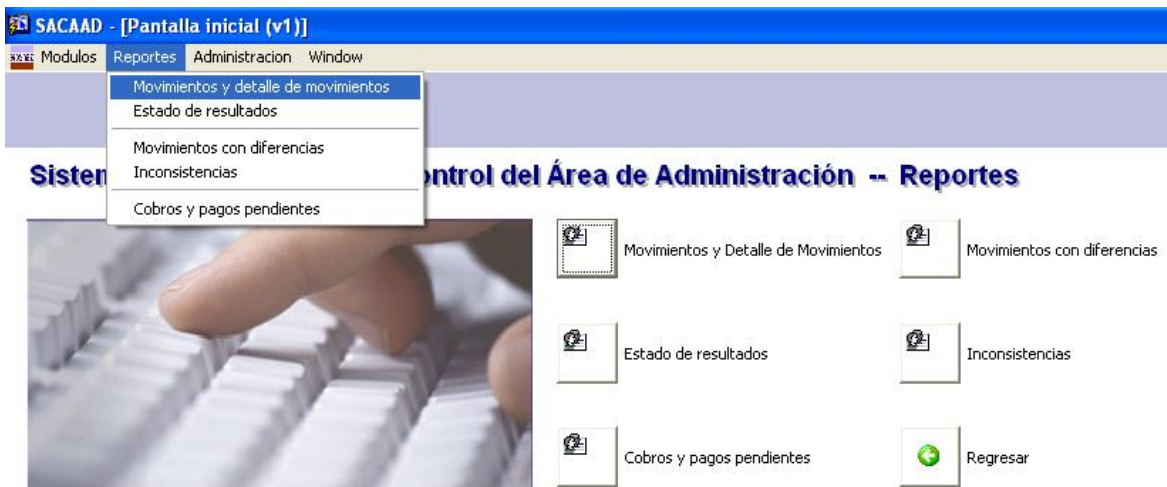 SACAAD - [Pantalla inicial (v1)]
Modulos Reportes Administracion Window
Movimientos y detalle de movimientos
Estado de resultados
Movimientos con diferencias
Inconsistencias
Cobros y pagos pendientes
del Área de Administración -- Reportes
Movimientos y Detalle de Movimientos Movimientos con diferencias
Estado de resultados Inconsistencias
Cobros y pagos pendientes Regresar